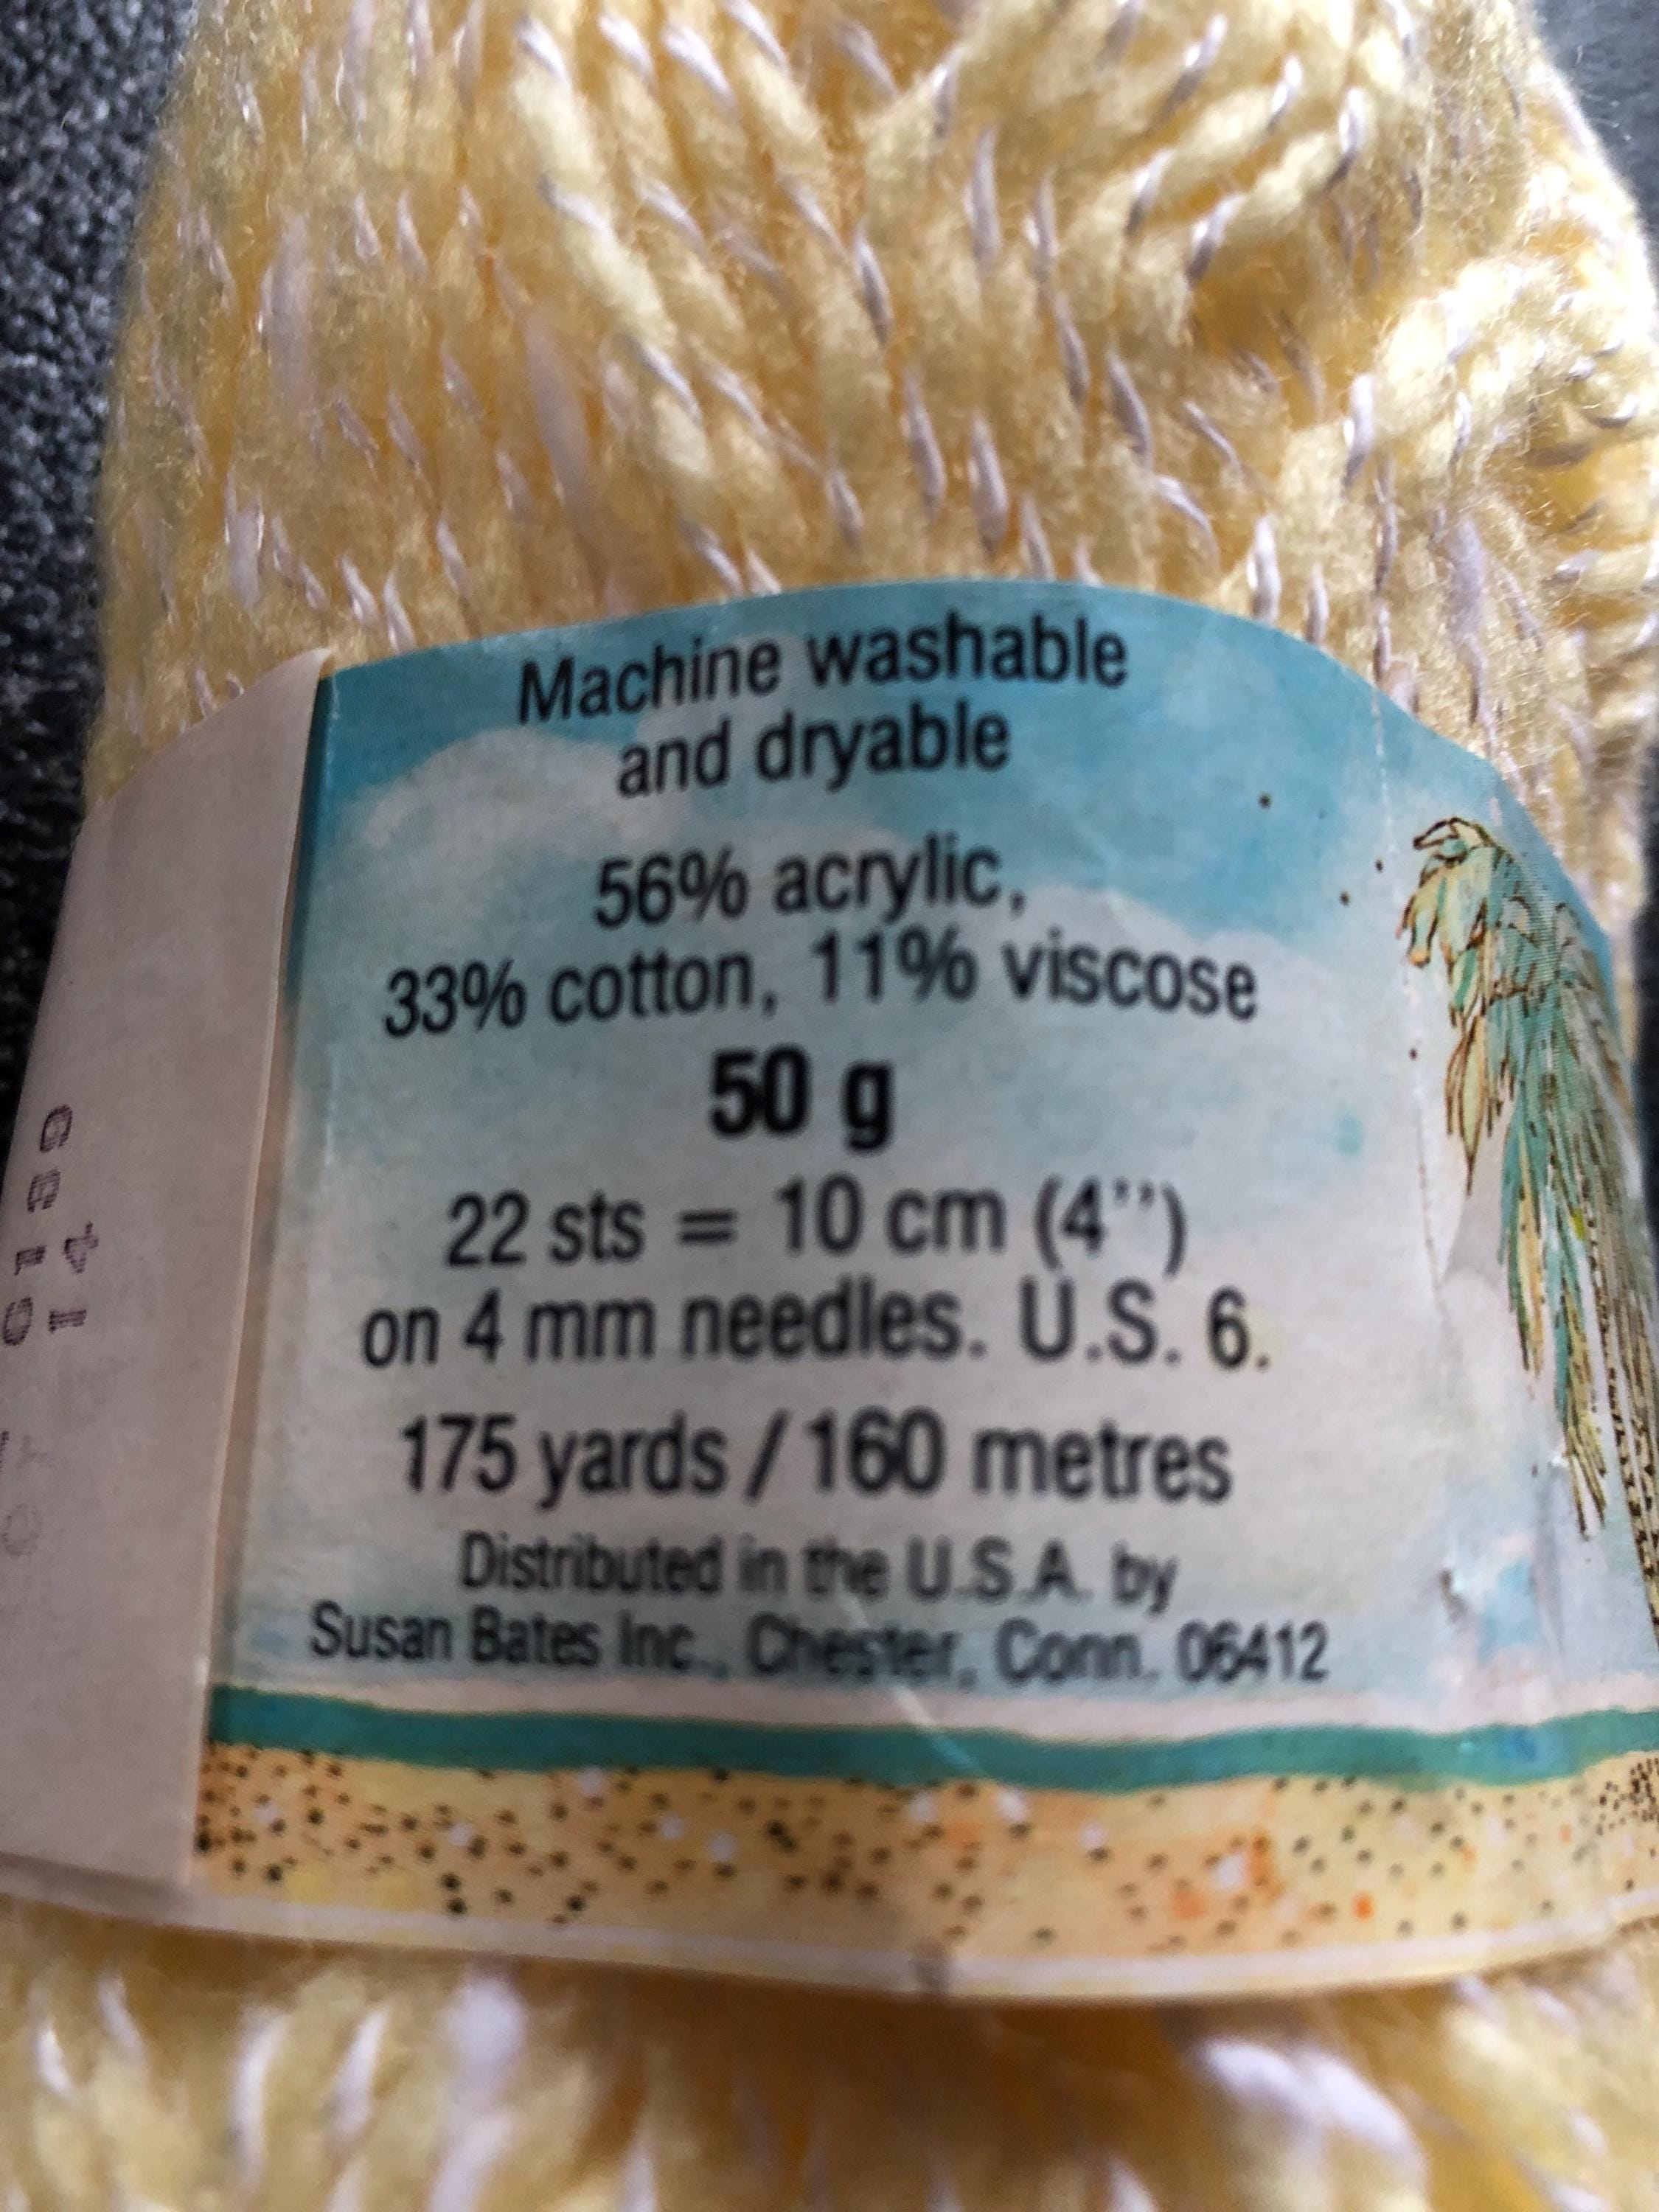 Machine washable
and dryable
56% acrylic,
33% cotton, 11% viscose
50 g
22 sts = 10 cm (4")
on 4 mm needles. U.S. 6.
175 yards / 160 metres
Distributed in the U.S.A. by
Susan Bates Inc., Chester, Conn. 06412